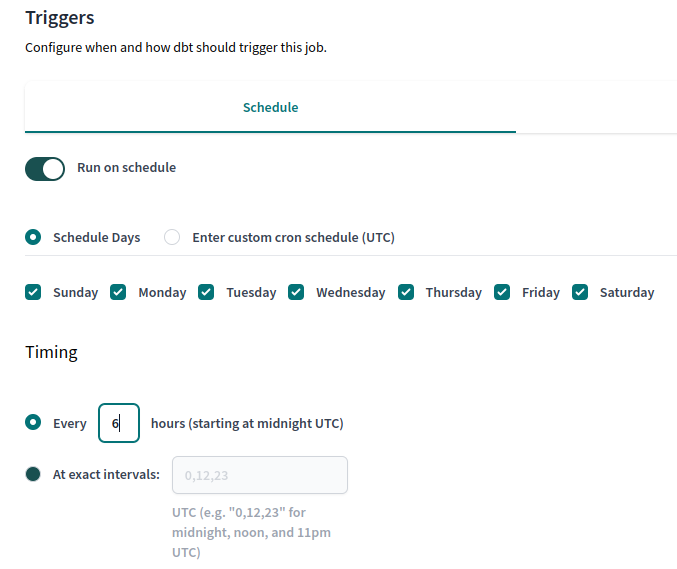 Triggers
Configure when and how dbt should trigger this job.
Schedule
Run on schedule
Schedule Days Enter custom cron schedule (UTC)
Sunday Monday Tuesday Wednesday Thursday Friday Saturday
Timing
Every 6 hours (starting at midnight UTC)
At exact intervals: 0,12,23
UTC (e.g. "0,12,23" for
midnight, noon, and 11pm
UTC)